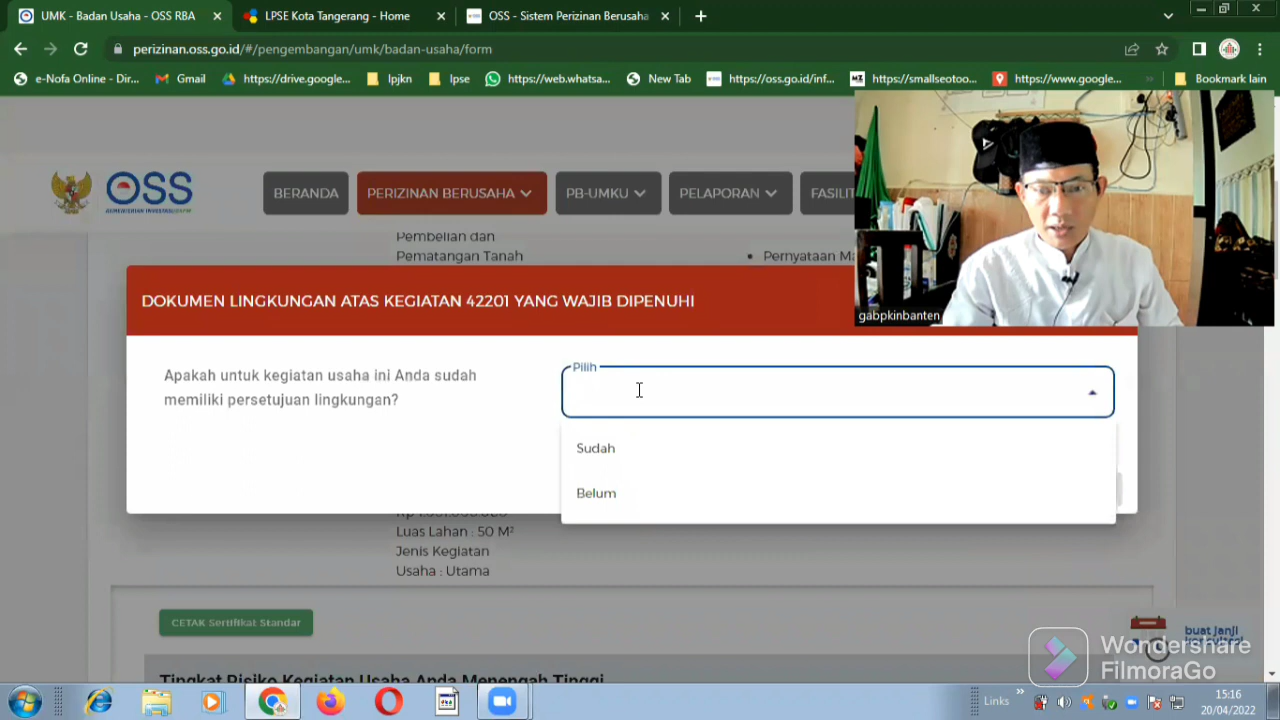 UMK - Badan Usaha - OSS RBA
LPSE Kota Tangerang - Home
OSS - Sistem Perizinan Berusaha
perizinan.oss.go.id/#/pengembangan/umk/badan-usaha/form
e-Nofa Online - Dir...
Gmail
https://drive.google...
lpjkn
lpse
https://web.whatsa...
New Tab
https://oss.go.id/inf...
https://smallseotoo...
https://www.google...
Bookmark lain
OSS
KEMENTERIAN INVESTASI/BKPM
BERANDA
PERIZINAN BERUSAHA
PB-UMKU
PELAPORAN
FASILIT
Pembelian dan
Pematangan Tanah
Pernyataan Ma
gabpkinbanten
DOKUMEN LINGKUNGAN ATAS KEGIATAN 42201 YANG WAJIB DIPENUHI
Apakah untuk kegiatan usaha ini Anda sudah
memiliki persetujuan lingkungan?
Pilih
Sudah
Belum
Luas Lahan : 50 M²
Jenis Kegiatan
Usaha : Utama
CETAK Sertifikat Standar
Tingkat Risiko Kegiatan Usaha Anda Menengah Tinggi
buat janji
Wondershare
FilmoraGo
Links
15:16
20/04/2022